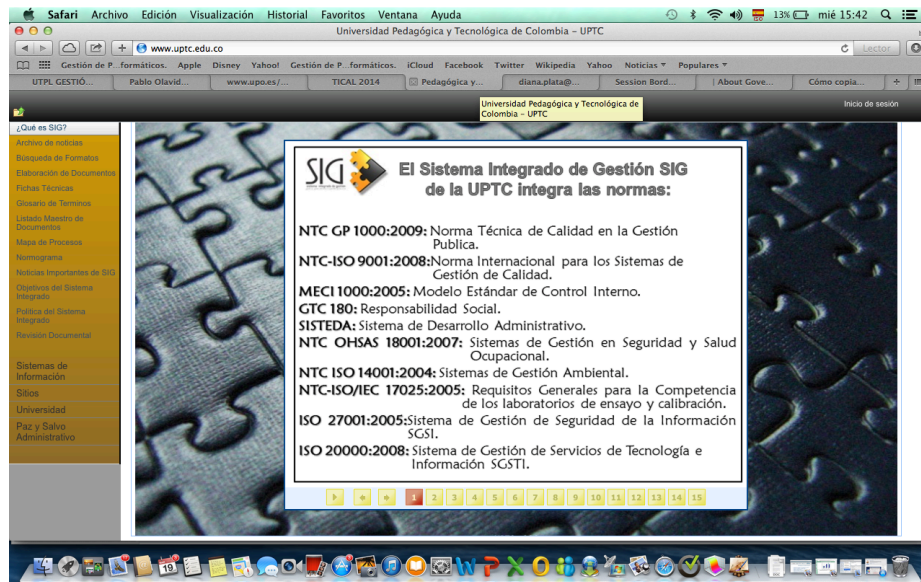 Safari Archivo Edición Visualización Historial Favoritos Ventana Ayuda 13% mié 15:42
Universidad Pedagógica y Tecnológica de Colombia – UPTC
www.uptc.edu.co Lector
Gestión de P...formáticos. Apple Disney Yahoo! Gestión de P...formáticos. iCloud Facebook Twitter Wikipedia Yahoo Noticias Populares
UTPL GESTIÓ... Pablo Olavid... www.upo.es/... TICAL 2014 Pedagógica y... diana.plata@... Session Bord... | About Gove... Cómo copia...
Universidad Pedagógica y Tecnológica de
Colombia – UPTC
Inicio de sesión
¿Qué es SIG?
Archivo de noticias
Búsqueda de Formatos
Elaboración de Documentos
Fichas Técnicas
Glosario de Terminos
Listado Maestro de
Documentos
Mapa de Procesos
Normograma
Noticias Importantes de SIG
Objetivos del Sistema
Integrado
Política del Sistema
Integrado
Revisión Documental
Sistemas de
Información
Sitios
Universidad
Paz y Salvo
Administrativo
SIG
El Sistema Integrado de Gestión SIG
de la UPTC integra las normas:
NTC GP 1000:2009: Norma Técnica de Calidad en la Gestión
Publica.
NTC-ISO 9001:2008:Norma Internacional para los Sistemas de
Gestión de Calidad.
MECI 1000:2005: Modelo Estándar de Control Interno.
GTC 180: Responsabilidad Social.
SISTEDA: Sistema de Desarrollo Administrativo.
NTC OHSAS 18001:2007: Sistemas de Gestión en Seguridad y Salud
Ocupacional.
NTC ISO 14001:2004: Sistemas de Gestión Ambiental.
NTC-ISO/IEC 17025:2005: Requisitos Generales para la Competencia
de los laboratorios de ensayo y calibración.
ISO 27001:2005:Sistema de Gestión de Seguridad de la Información
SGSI.
ISO 20000:2008: Sistema de Gestión de Servicios de Tecnología e
Información SGSTI.
1 2 3 4 5 6 7 8 9 10 11 12 13 14 15